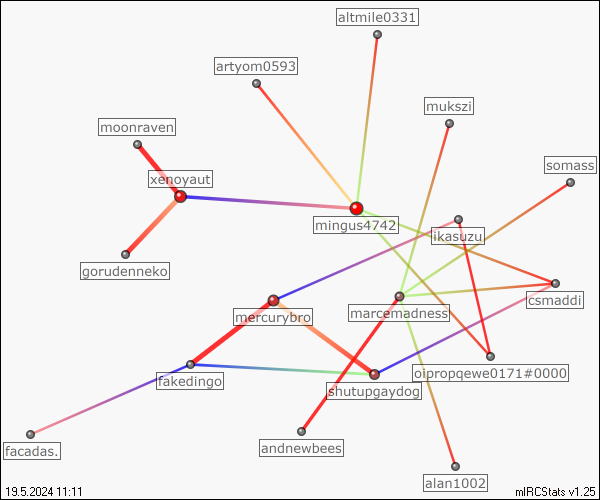 altmile0331
artyom0593
mukszi
moonraven
somass
xenoyaut
mingus4742
ikasuzu
gorudenneko
csmaddi
mercurybro
marcemadness
oipropqewe0171#0000
fakedingo
shutupgaydog
facadas.
andnewbees
alan1002
19.5.2024 11:11
mIRCStats v1.25